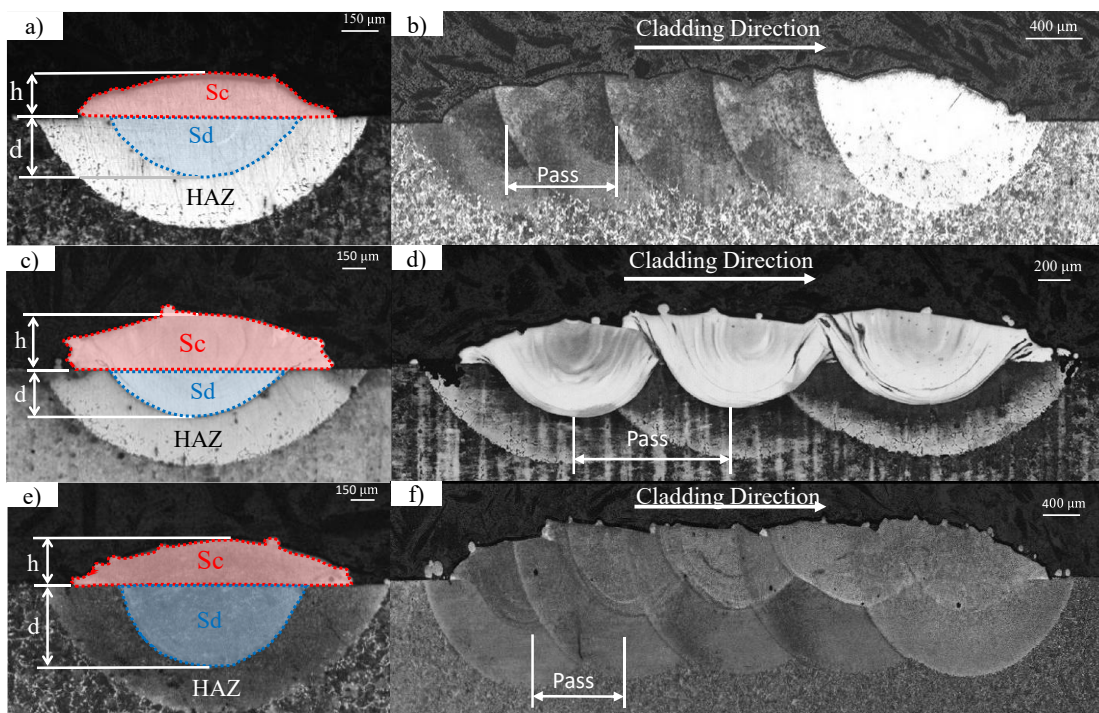 a)
150 µm
h
Sc
Sd
d
HAZ
b)
Cladding Direction
400 µm
Pass
c)
150 µm
h
Sc
Sd
d
HAZ
d)
Cladding Direction
200 µm
Pass
e)
150 µm
h
Sc
Sd
d
HAZ
f)
Cladding Direction
400 µm
Pass